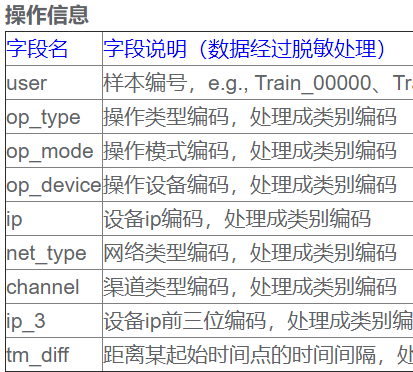 操作信息
字段名 字段说明（数据经过脱敏处理）
user 样本编号，e.g., Train_00000、Tra
op_type 操作类型编码，处理成类别编码
op_mode 操作模式编码，处理成类别编码
op_device 操作设备编码，处理成类别编码
ip 设备ip编码，处理成类别编码
net_type 网络类型编码，处理成类别编码
channel 渠道类型编码，处理成类别编码
ip_3 设备ip前三位编码，处理成类别编
tm_diff 距离某起始时间点的时间间隔，处